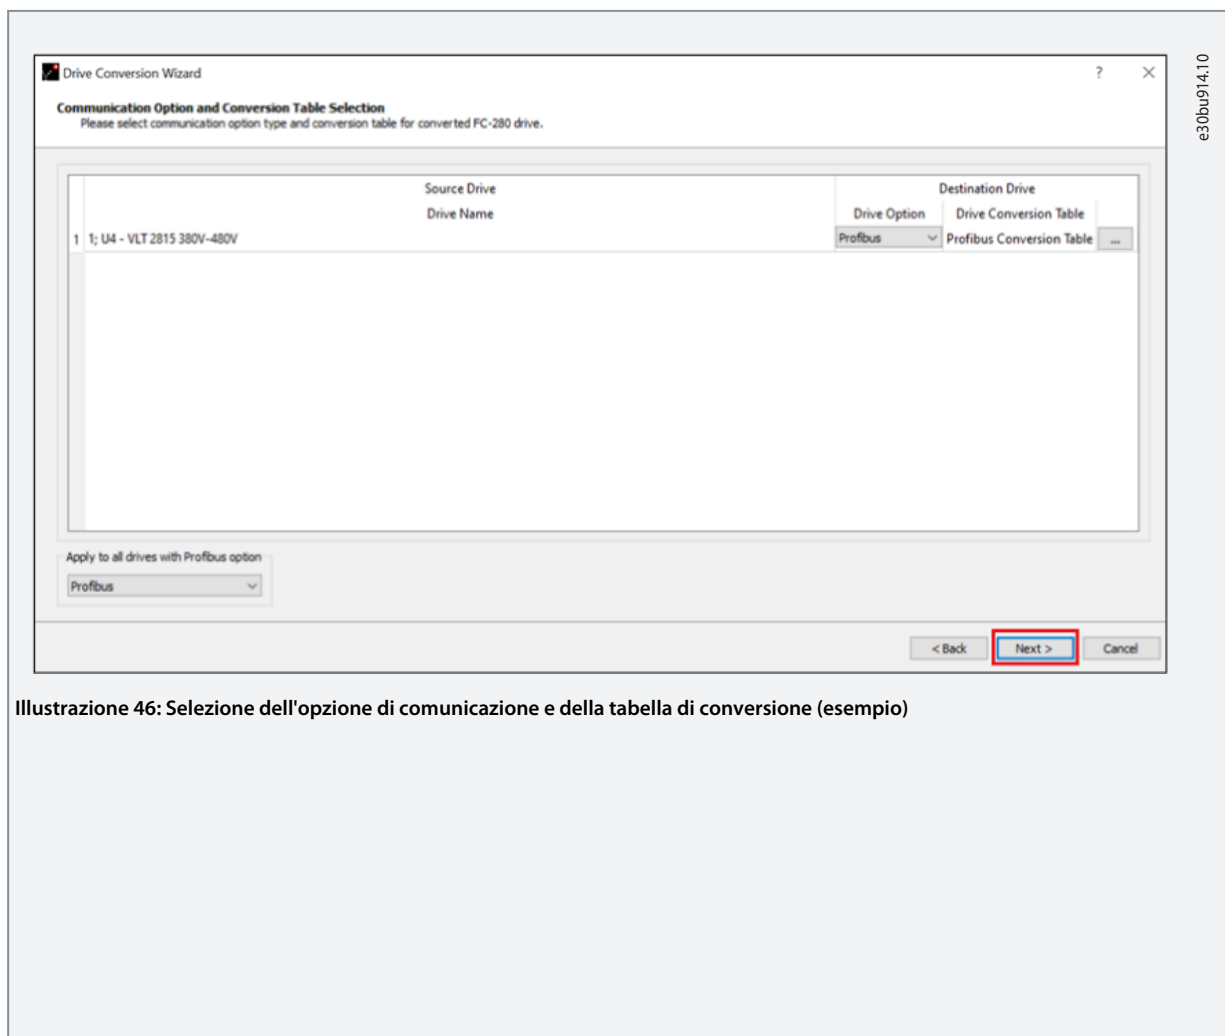 Drive Conversion Wizard
?
Communication Option and Conversion Table Selection
Please select communication option type and conversion table for converted FC-280 drive.
Source Drive Destination Drive
Drive Name Drive Option Drive Conversion Table
1 1; U4 - VLT 2815 380V-480V Profibus Profibus Conversion Table ...
Apply to all drives with Profibus option
Profibus
< Back Next > Cancel
e30bu914.10
Illustrazione 46: Selezione dell'opzione di comunicazione e della tabella di conversione (esempio)